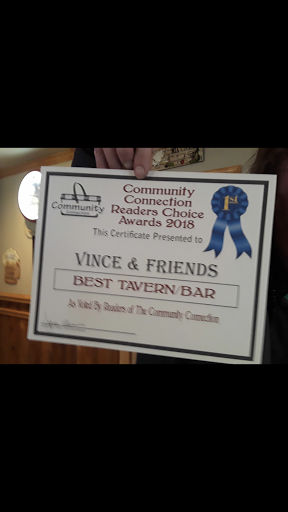 Community
Community
Connection
Readers Choice
Awards 2018
1st
This Certificate Presented to
VINCE & FRIENDS
BEST TAVERN/BAR
As Voted By Readers of The Community Connection